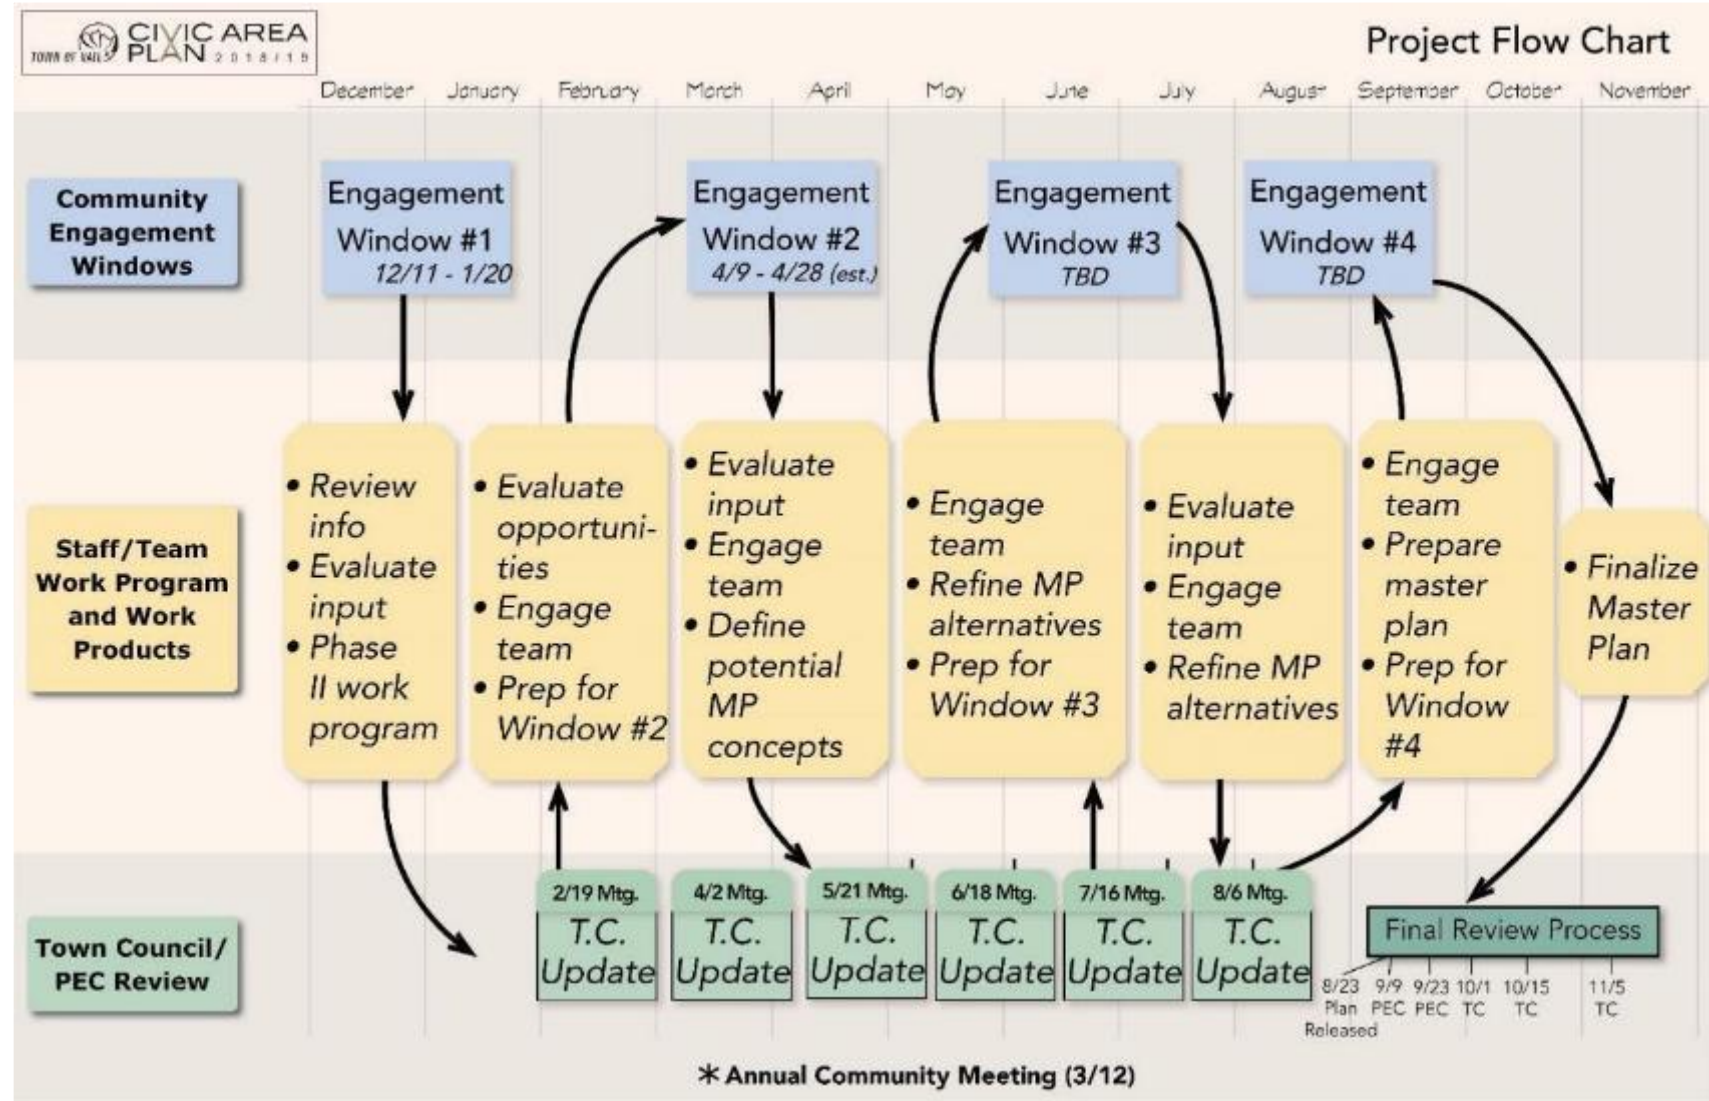 TOWN OF VAIL
CIVIC AREA
PLAN 2018/19
Project Flow Chart
December January February March April May June July August September October November
Community
Engagement
Windows
Engagement
Window #1
12/11 - 1/20
Engagement
Window #2
4/9 - 4/28 (est.)
Engagement
Window #3
TBD
Engagement
Window #4
TBD
Staff/Team
Work Program
and Work
Products
• Review
info
• Evaluate
input
• Phase
II work
program
• Evaluate
opportuni-
ties
• Engage
team
• Prep for
Window #2
• Evaluate
input
• Engage
team
• Define
potential
MP
concepts
• Engage
team
• Refine MP
alternatives
• Prep for
Window #3
• Evaluate
input
• Engage
team
• Refine MP
alternatives
• Engage
team
• Prepare
master
plan
• Prep for
Window
#4
• Finalize
Master
Plan
Town Council/
PEC Review
2/19 Mtg.
T.C.
Update
4/2 Mtg.
T.C.
Update
5/21 Mtg.
T.C.
Update
6/18 Mtg.
T.C.
Update
7/16 Mtg.
T.C.
Update
8/6 Mtg.
T.C.
Update
Final Review Process
8/23
Plan
Released
9/9
PEC
9/23
PEC
10/1
TC
10/15
TC
11/5
TC
* Annual Community Meeting (3/12)